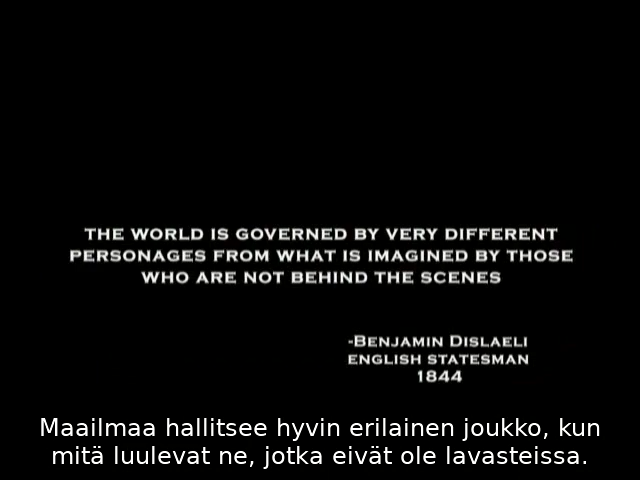 THE WORLD IS GOVERNED BY VERY DIFFERENT
PERSONAGES FROM WHAT IS IMAGINED BY THOSE
WHO ARE NOT BEHIND THE SCENES
-BENJAMIN DISLAELI
ENGLISH STATESMAN
1844
Maailmaa hallitsee hyvin erilainen joukko, kun
mitä luulevat ne, jotka eivät ole lavasteissa.